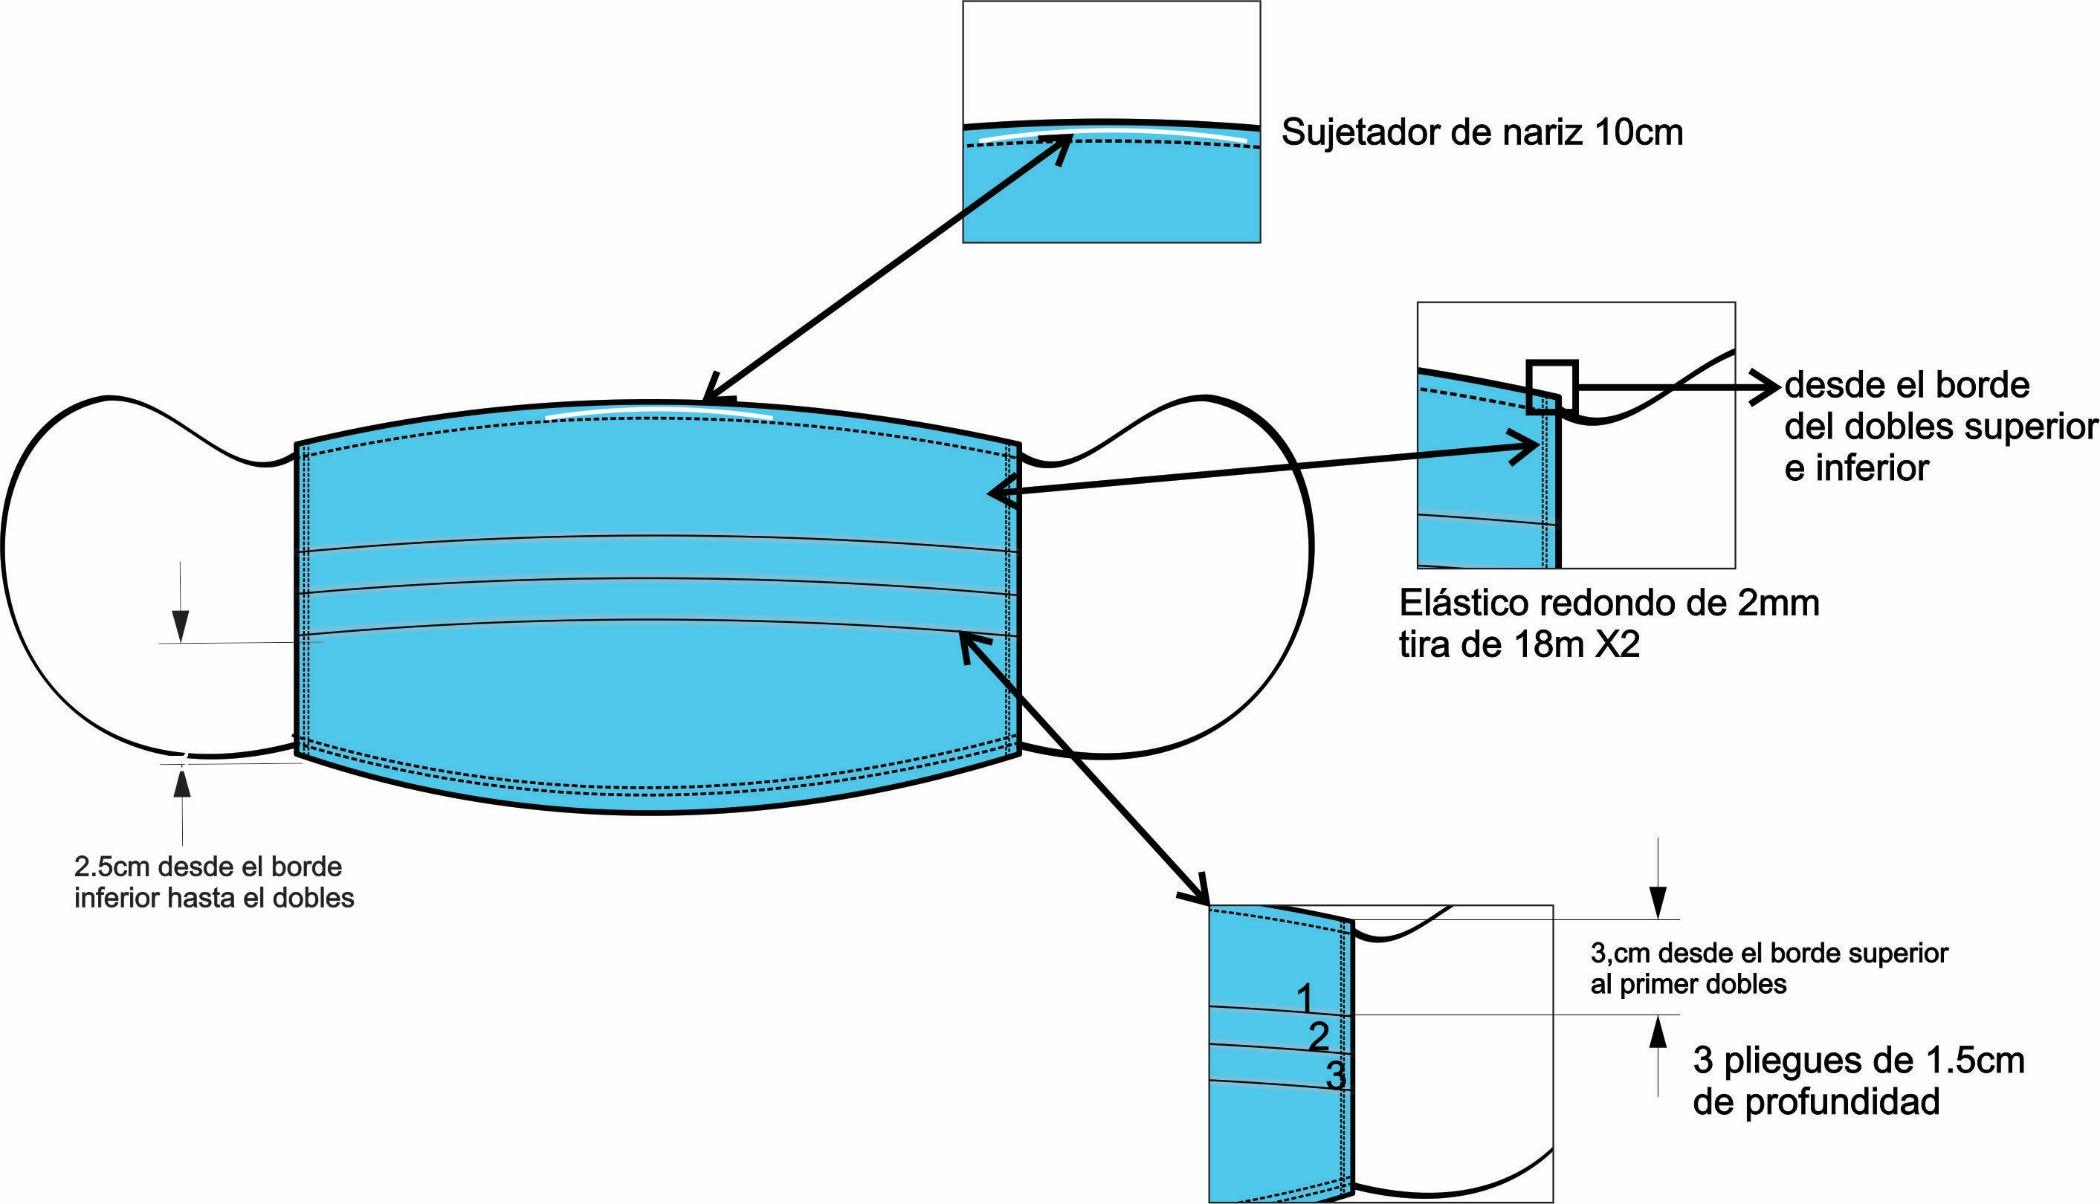 Sujetador de nariz 10cm
desde el borde
del dobles superior
e inferior
Elástico redondo de 2mm
tira de 18m X2
2.5cm desde el borde
inferior hasta el dobles
1
2
3
3,cm desde el borde superior
al primer dobles
3 pliegues de 1.5cm
de profundidad